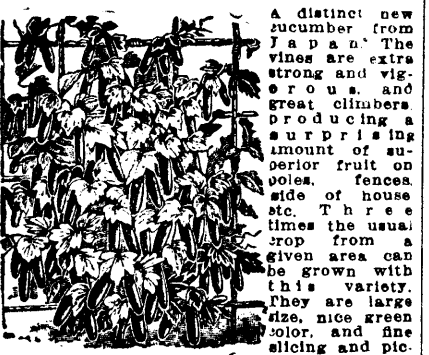 A distinct new
cucumber from
Japan. The
vines are extra
strong and vig-
erous, and
great climbers,
producing a
surprising
amount of su-
perior fruit on
poles, fences,
side of house
etc. Three
times the usual
crop from a
given area can
be grown with
this variety.
They are large
size, nice green
color, and fine
slicing and pic-